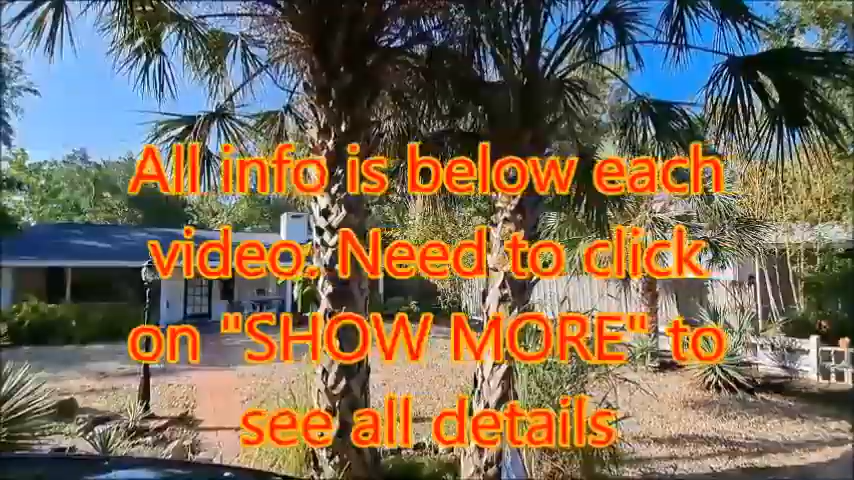 All info is below each
video. Need to click
on "SHOW MORE" to
see all details